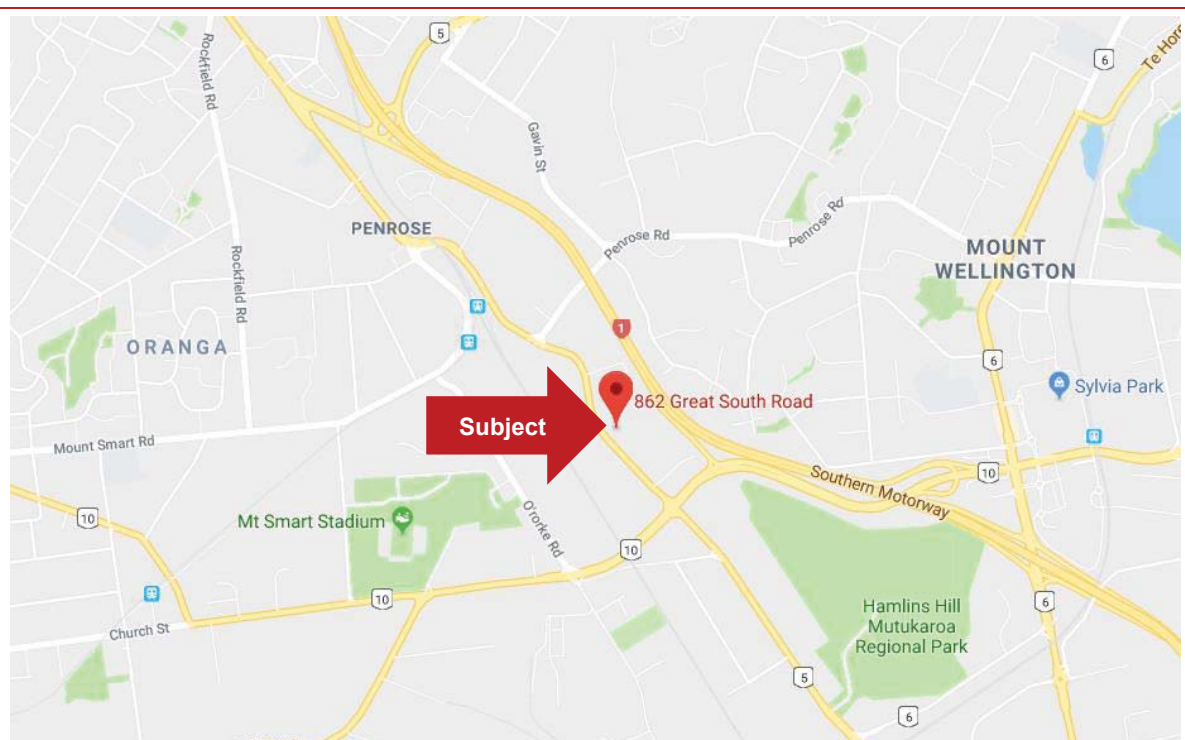 5
6
Te Hor
Rockfield Rd
Gavin St
PENROSE
Penrose Rd
Penrose Rd
MOUNT
WELLINGTON
Rockfield Rd
ORANGA
1
6
Sylvia Park
862 Great South Road
Subject
Mount Smart Rd
10
Southern Motorway
10
Mt Smart Stadium
O'rorke Rd
10
10
Hamlins Hill
Mutukaroa
Regional Park
6
Church St
5
6